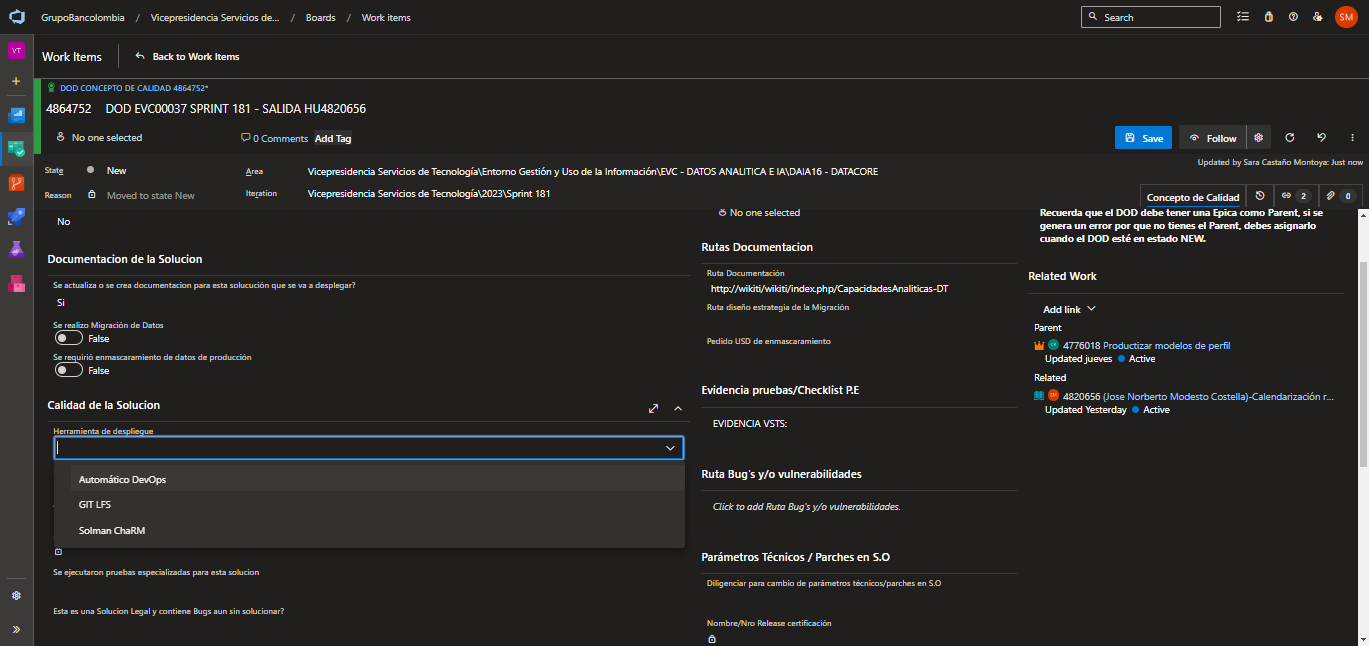 GrupoBancolombia / Vicepresidencia Servicios de... / Boards / Work items
Search
SM
VT
Work Items
Back to Work Items
DOD CONCEPTO DE CALIDAD 4864752*
4864752 DOD EVC00037 SPRINT 181 - SALIDA HU4820656
No one selected
0 Comments
Add Tag
Save
Follow
Updated by Sara Castaño Montoya: Just now
State
New
Area
Vicepresidencia Servicios de Tecnología\Entorno Gestión y Uso de la Información\EVC - DATOS ANALITICA E IA\DAIA16 - DATACORE
Reason
Moved to state New
Iteration
Vicepresidencia Servicios de Tecnología\2023\Sprint 181
Concepto de Calidad
2
0
No
Documentacion de la Solucion
Se actualiza o se crea documentacion para esta solucución que se va a desplegar?
Si
Se realizo Migración de Datos
False
Se requirió enmascaramiento de datos de producción
False
Calidad de la Solucion
Herramienta de despliegue
Automático DevOps
GIT LFS
Solman ChaRM
Se ejecutaron pruebas especializadas para esta solucion
Esta es una Solucion Legal y contiene Bugs aun sin solucionar?
No one selected
Rutas Documentacion
Ruta Documentación
http://wikiti/wikiti/index.php/CapacidadesAnaliticas-DT
Ruta diseño estrategia de la Migración
Pedido USD de enmascaramiento
Evidencia pruebas/Checklist P.E
EVIDENCIA VSTS:
Ruta Bug's y/o vulnerabilidades
Click to add Ruta Bug's y/o vulnerabilidades.
Parámetros Técnicos / Parches en S.O
Diligenciar para cambio de parámetros técnicos/parches en S.O
Nombre/Nro Release certificación
Recuerda que el DOD debe tener una Epica como Parent, si se
genera un error por que no tienes el Parent, debes asignarlo
cuando el DOD esté en estado NEW.
Related Work
Add link
Parent
4776018 Productizar modelos de perfil
Updated jueves Active
Related
4820656 (Jose Norberto Modesto Costella)-Calendarización r...
Updated Yesterday Active